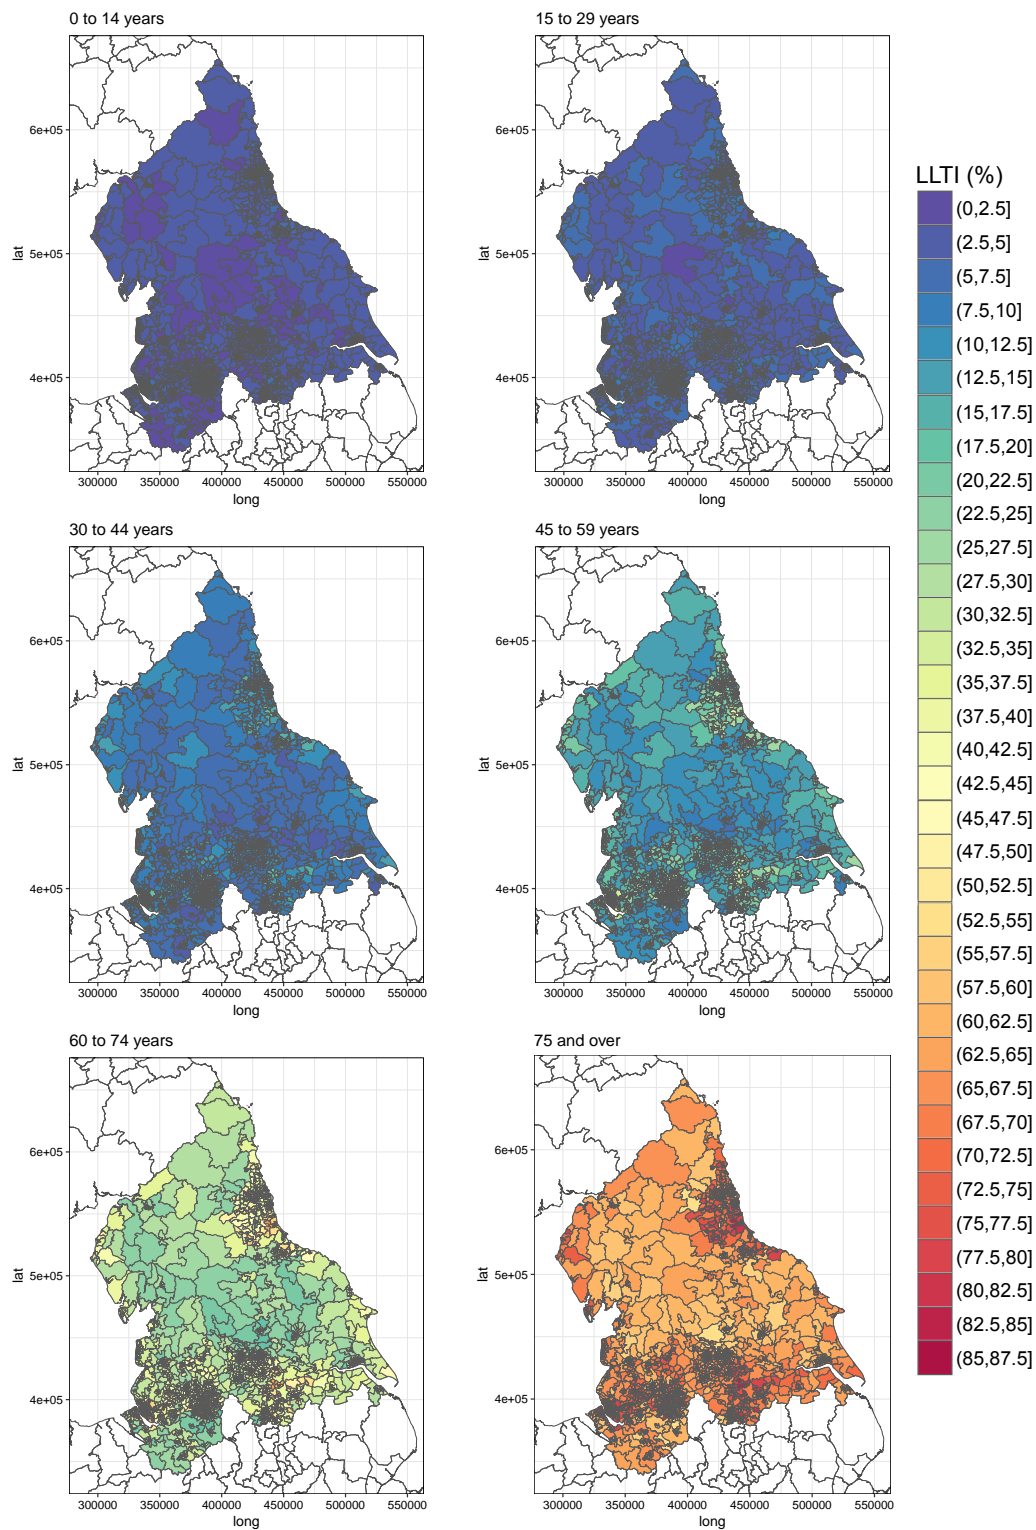 0 to 14 years
15 to 29 years
lat
6e+05
5e+05
4e+05
300000 350000 400000 450000 500000 550000
long
lat
6e+05
5e+05
4e+05
300000 350000 400000 450000 500000 550000
long
30 to 44 years
45 to 59 years
lat
6e+05
5e+05
4e+05
300000 350000 400000 450000 500000 550000
long
lat
6e+05
5e+05
4e+05
300000 350000 400000 450000 500000 550000
long
60 to 74 years
75 and over
lat
6e+05
5e+05
4e+05
300000 350000 400000 450000 500000 550000
long
lat
6e+05
5e+05
4e+05
300000 350000 400000 450000 500000 550000
long
LLTI (%)
(0,2.5]
(2.5,5]
(5,7.5]
(7.5,10]
(10,12.5]
(12.5,15]
(15,17.5]
(17.5,20]
(20,22.5]
(22.5,25]
(25,27.5]
(27.5,30]
(30,32.5]
(32.5,35]
(35,37.5]
(37.5,40]
(40,42.5]
(42.5,45]
(45,47.5]
(47.5,50]
(50,52.5]
(52.5,55]
(55,57.5]
(57.5,60]
(60,62.5]
(62.5,65]
(65,67.5]
(67.5,70]
(70,72.5]
(72.5,75]
(75,77.5]
(77.5,80]
(80,82.5]
(82.5,85]
(85,87.5]